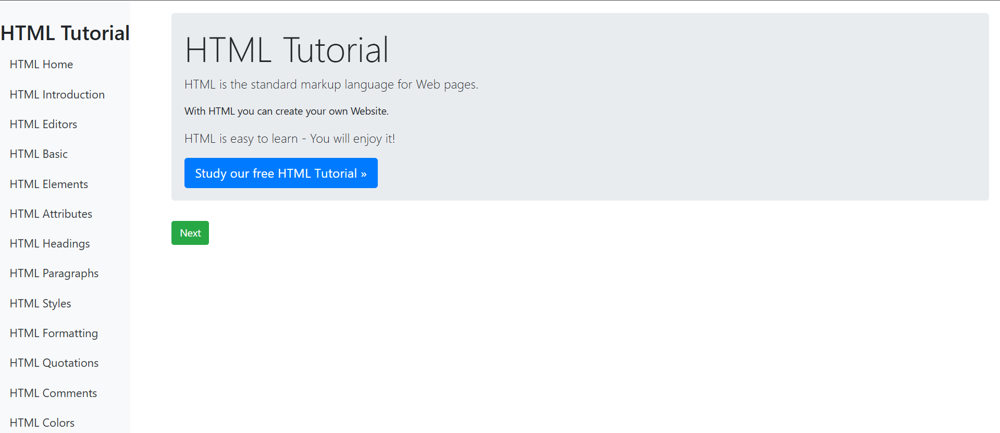 HTML Tutorial
HTML Home
HTML Introduction
HTML Editors
HTML Basic
HTML Elements
HTML Attributes
HTML Headings
HTML Paragraphs
HTML Styles
HTML Formatting
HTML Quotations
HTML Comments
HTML Colors
HTML Tutorial
HTML is the standard markup language for Web pages.
With HTML you can create your own Website.
HTML is easy to learn - You will enjoy it!
Study our free HTML Tutorial »
Next